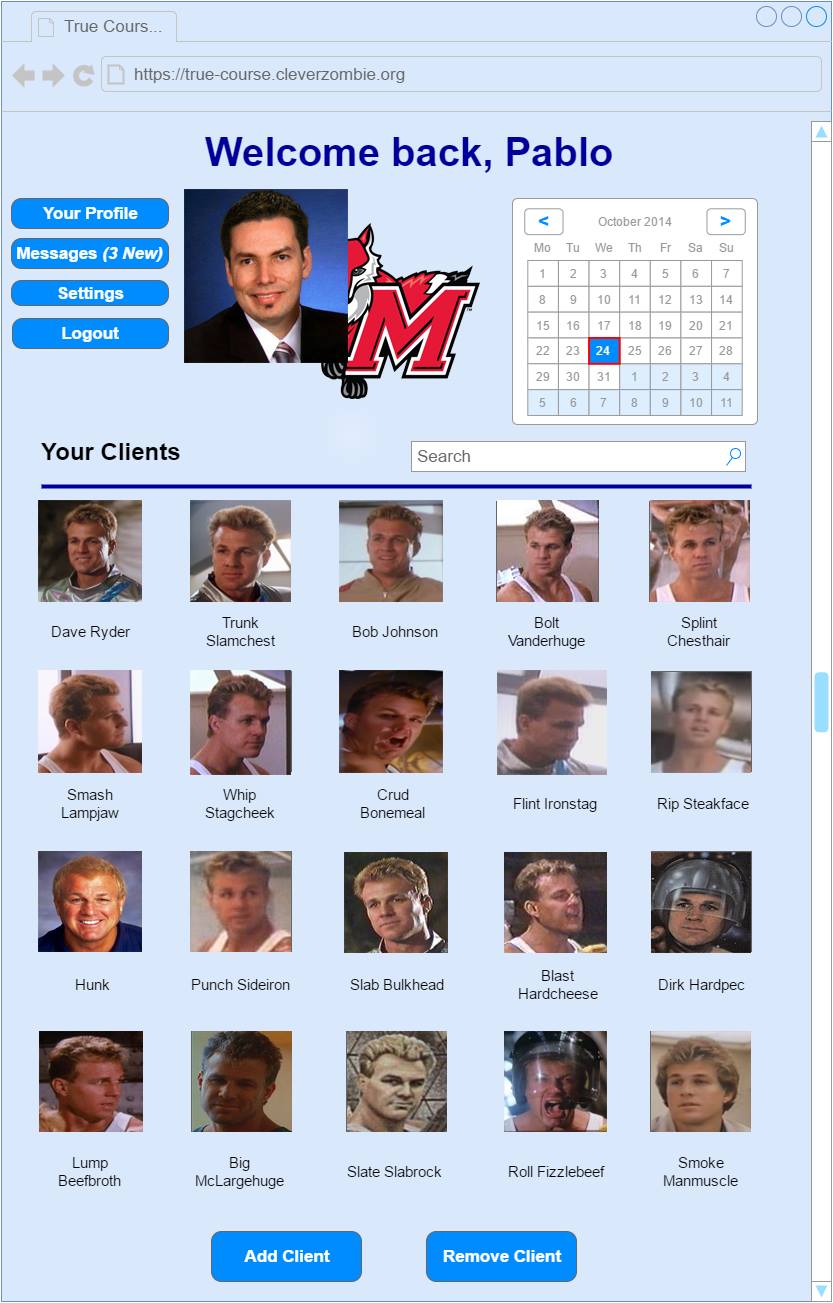 True Cours...
https://true-course.cleverzombie.org
Welcome back, Pablo
Your Profile
Messages (3 New)
Settings
Logout
M
TM
< October 2014 >
Mo Tu We Th Fr Sa Su
1 2 3 4 5 6 7
8 9 10 11 12 13 14
15 16 17 18 19 20 21
22 23 24 25 26 27 28
29 30 31 1 2 3 4
5 6 7 8 9 10 11
Your Clients
Search
Dave Ryder
Trunk
Slamchest
Bob Johnson
Bolt
Vanderhuge
Splint
Chesthair
Smash
Lampjaw
Whip
Stagcheek
Crud
Bonemeal
Flint Ironstag
Rip Steakface
Hunk
Punch Sideiron
Slab Bulkhead
Blast
Hardcheese
Dirk Hardpec
Lump
Beefbroth
Big
McLargehuge
Slate Slabrock
Roll Fizzlebeef
Smoke
Manmuscle
Add Client
Remove Client